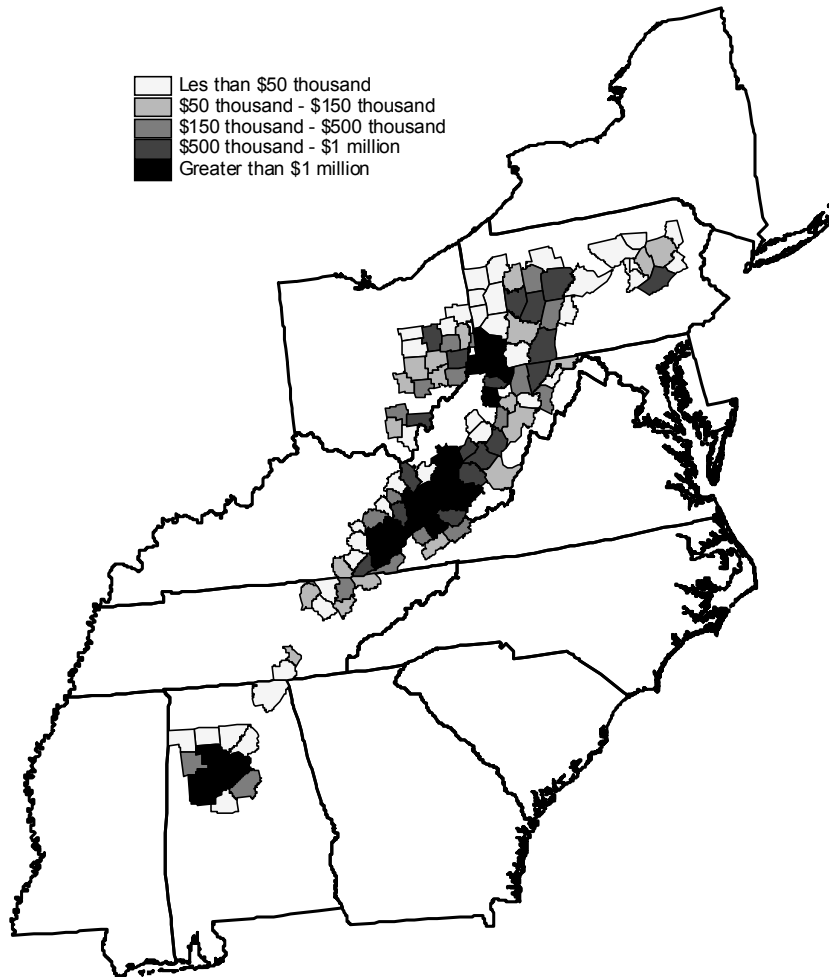 Les than $50 thousand
$50 thousand - $150 thousand
$150 thousand - $500 thousand
$500 thousand - $1 million
Greater than $1 million